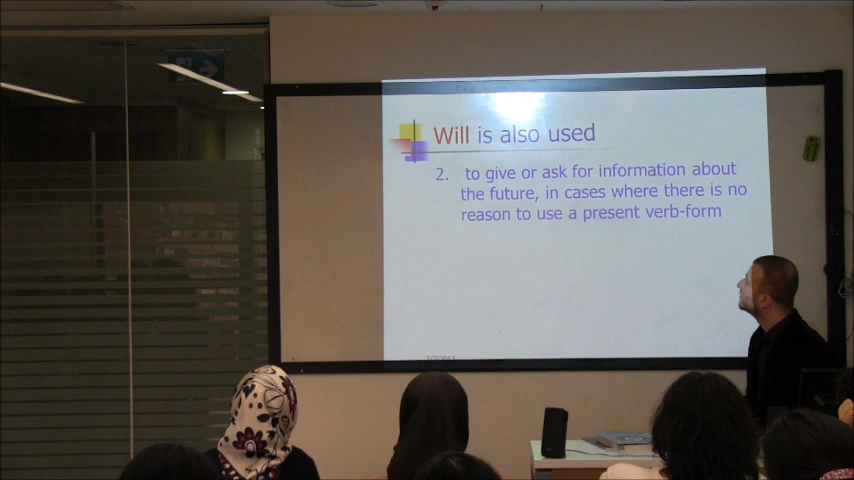 Will is also used
2. to give or ask for information about
the future, in cases where there is no
reason to use a present verb-form